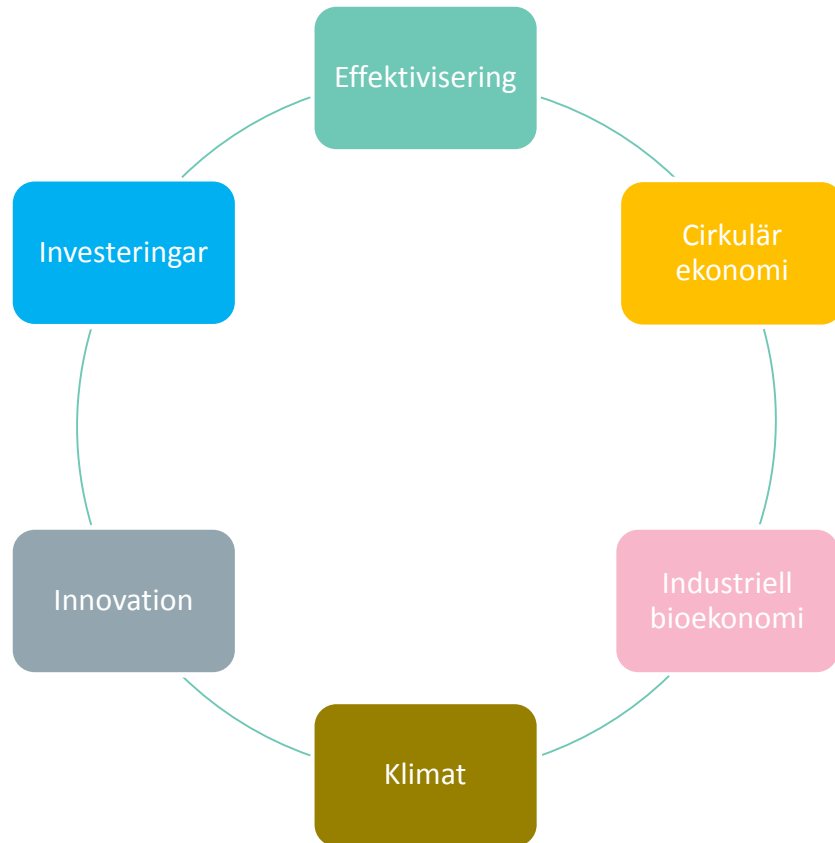 Effektivisering
Cirkulär
ekonomi
Industriell
bioekonomi
Klimat
Innovation
Investeringar